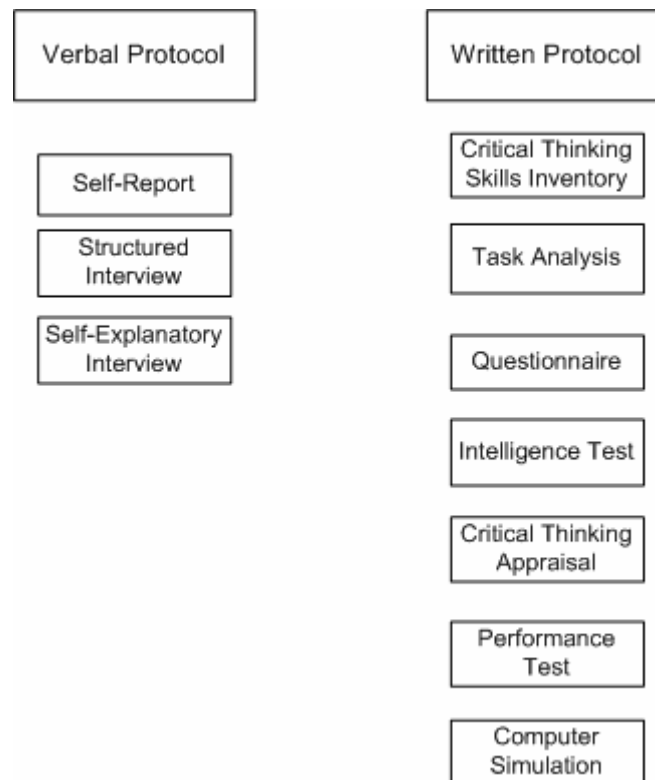 Verbal Protocol
Self-Report
Structured
Interview
Self-Explanatory
Interview
Written Protocol
Critical Thinking
Skills Inventory
Task Analysis
Questionnaire
Intelligence Test
Critical Thinking
Appraisal
Performance
Test
Computer
Simulation